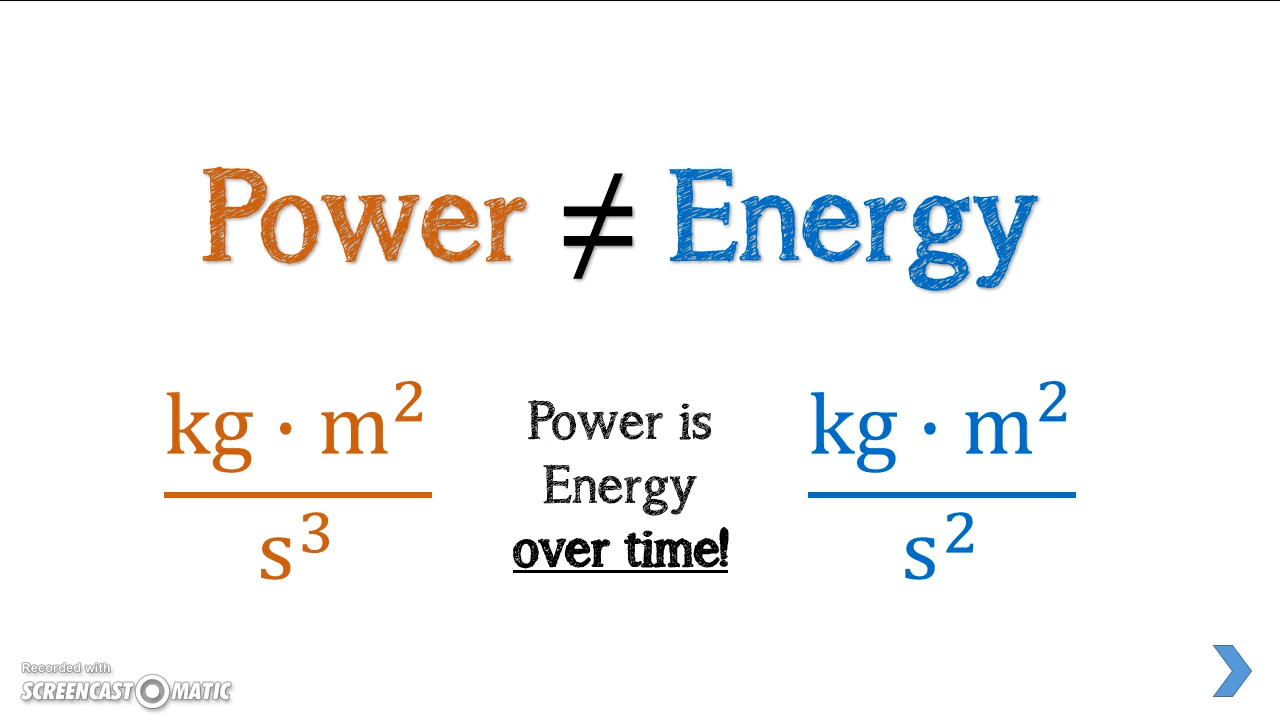 Power ≠ Energy
kg · m²
s³
Power is
Energy
over time!
kg · m²
s²
Recorded with
SCREENCAST MATIC